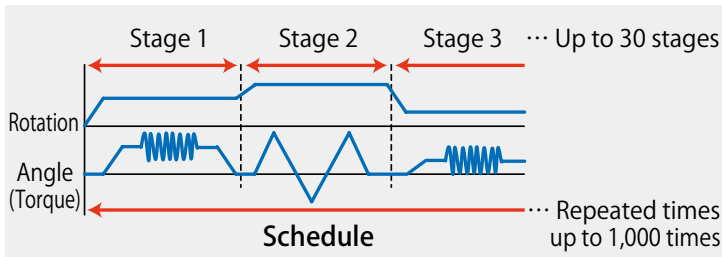 Stage 1 Stage 2 Stage 3 ··· Up to 30 stages
Rotation
Angle
(Torque)
··· Repeated times
up to 1,000 times
Schedule